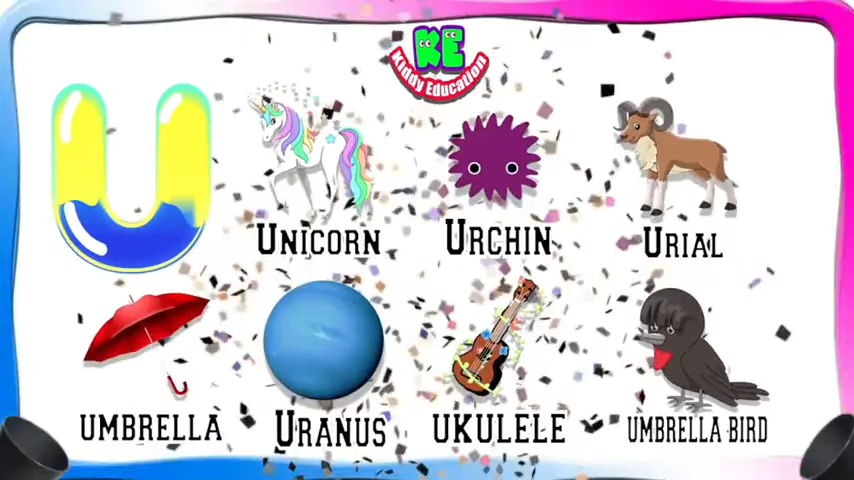 KE
Kiddy Education
U
UNICORN
URCHIN
URIAL
UMBRELLA
URANUS
UKULELE
UMBRELLA BIRD